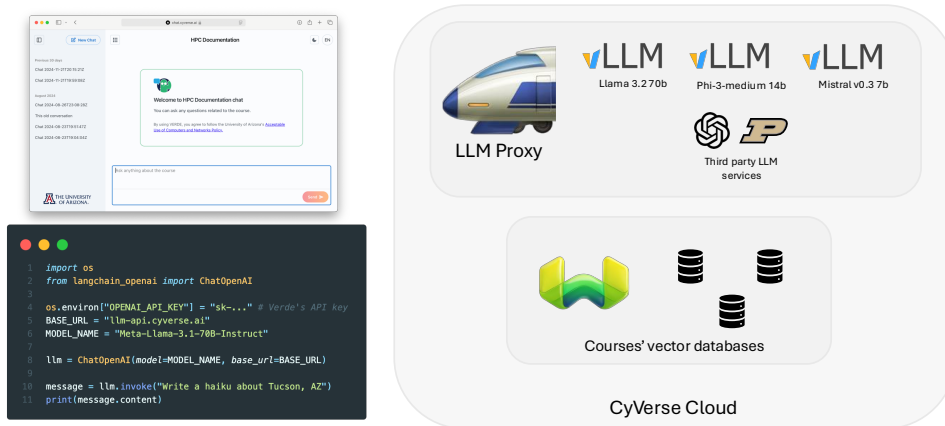 chat.cyverse.ai
New Chat
HPC Documentation
EN
Previous 30 days
Chat 2024-11-21T20:15:21Z
Chat 2024-11-21T19:59:08Z
August 2024
Chat 2024-08-26T23:08:28Z
This old conversation
Chat 2024-08-23T19:51:47Z
Chat 2024-08-23T19:04:04Z
Welcome to HPC Documentation chat
You can ask any questions related to the course.
By using VERDE, you agree to follow the University of Arizona's Acceptable
Use of Computers and Networks Policy.
Ask anything about the course
Send
THE UNIVERSITY
OF ARIZONA.
1 import os
2 from langchain_openai import ChatOpenAI
3
4 os.environ["OPENAI_API_KEY"] = "sk-..." # Verde's API key
5 BASE_URL = "llm-api.cyverse.ai"
6 MODEL_NAME = "Meta-Llama-3.1-70B-Instruct"
7
8 llm = ChatOpenAI(model=MODEL_NAME, base_url=BASE_URL)
9
10 message = llm.invoke("Write a haiku about Tucson, AZ")
11 print(message.content)
LLM Proxy
vLLM
Llama 3.2 70b
vLLM
Phi-3-medium 14b
vLLM
Mistral v0.3 7b
P
Third party LLM
services
Courses' vector databases
CyVerse Cloud